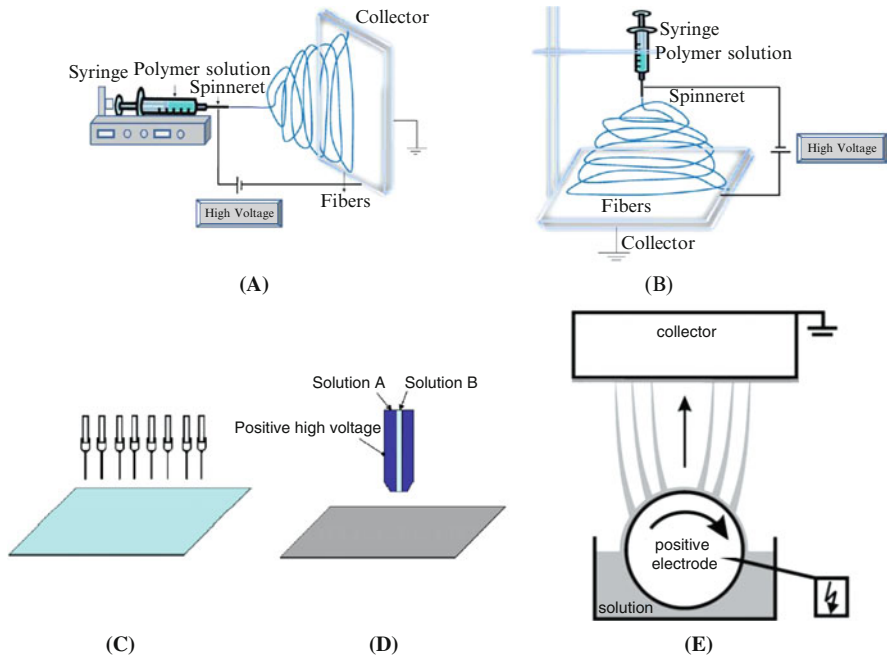 Collector
Syringe Polymer solution
Spinneret
High Voltage
Fibers
(A)
Syringe
Polymer solution
Spinneret
High Voltage
Fibers
Collector
(B)
(C)
Solution A Solution B
Positive high voltage
(D)
collector
positive
electrode
solution
(E)